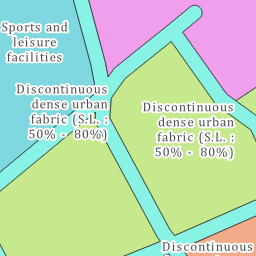 Sports and
leisure
facilities
Discontinuous
dense urban
fabric (S.L. :
50% - 80%)
Discontinuous
dense urban
fabric (S.L. :
50% - 80%)
Discontinuous